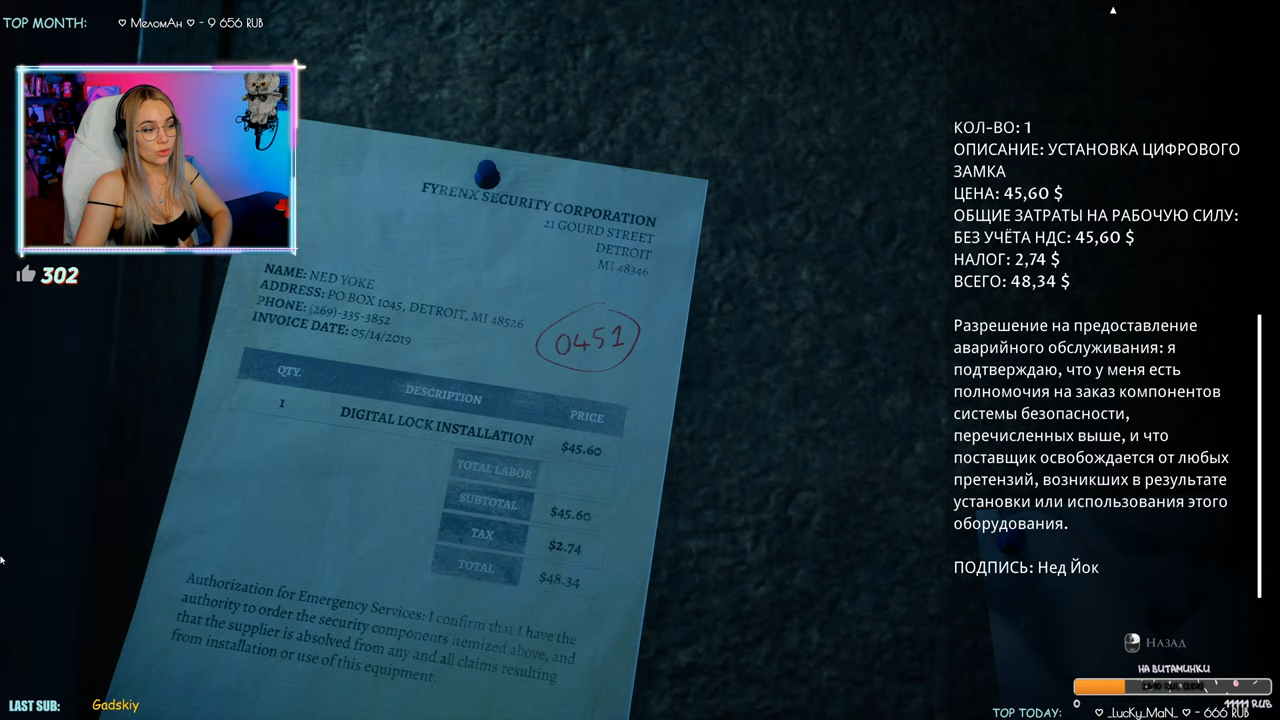 TOP MONTH: ♡ МеломАн ♡ - 9 656 RUB
302
FYRENX SECURITY CORPORATION
21 GOURD STREET
DETROIT
MI 48346
NAME: NED YOKE
ADDRESS: PO BOX 1045, DETROIT, MI 48526
PHONE: (269)-335-3852
INVOICE DATE: 05/14/2019
0451
QTY. DESCRIPTION PRICE
1 DIGITAL LOCK INSTALLATION $45.60
TOTAL LABOR
SUBTOTAL $45.60
TAX $2.74
TOTAL $48.34
Authorization for Emergency Services: I confirm that I have the
authority to order the security components itemized above, and
that the supplier is absolved from any and all claims resulting
from installation or use of this equipment.
КОЛ-ВО: 1
ОПИСАНИЕ: УСТАНОВКА ЦИФРОВОГО
ЗАМКА
ЦЕНА: 45,60 $
ОБЩИЕ ЗАТРАТЫ НА РАБОЧУЮ СИЛУ:
БЕЗ УЧЁТА НДС: 45,60 $
НАЛОГ: 2,74 $
ВСЕГО: 48,34 $
Разрешение на предоставление
аварийного обслуживания: я
подтверждаю, что у меня есть
полномочия на заказ компонентов
системы безопасности,
перечисленных выше, и что
поставщик освобождается от любых
претензий, возникших в результате
установки или использования этого
оборудования.
ПОДПИСЬ: Нед Йок
НАЗАД
НА ВИТАМИНКИ
0 1111 RUB
LAST SUB: Gadskiy
TOP TODAY: ♡ _LucKy_MaN_ ♡ - 666 RUB